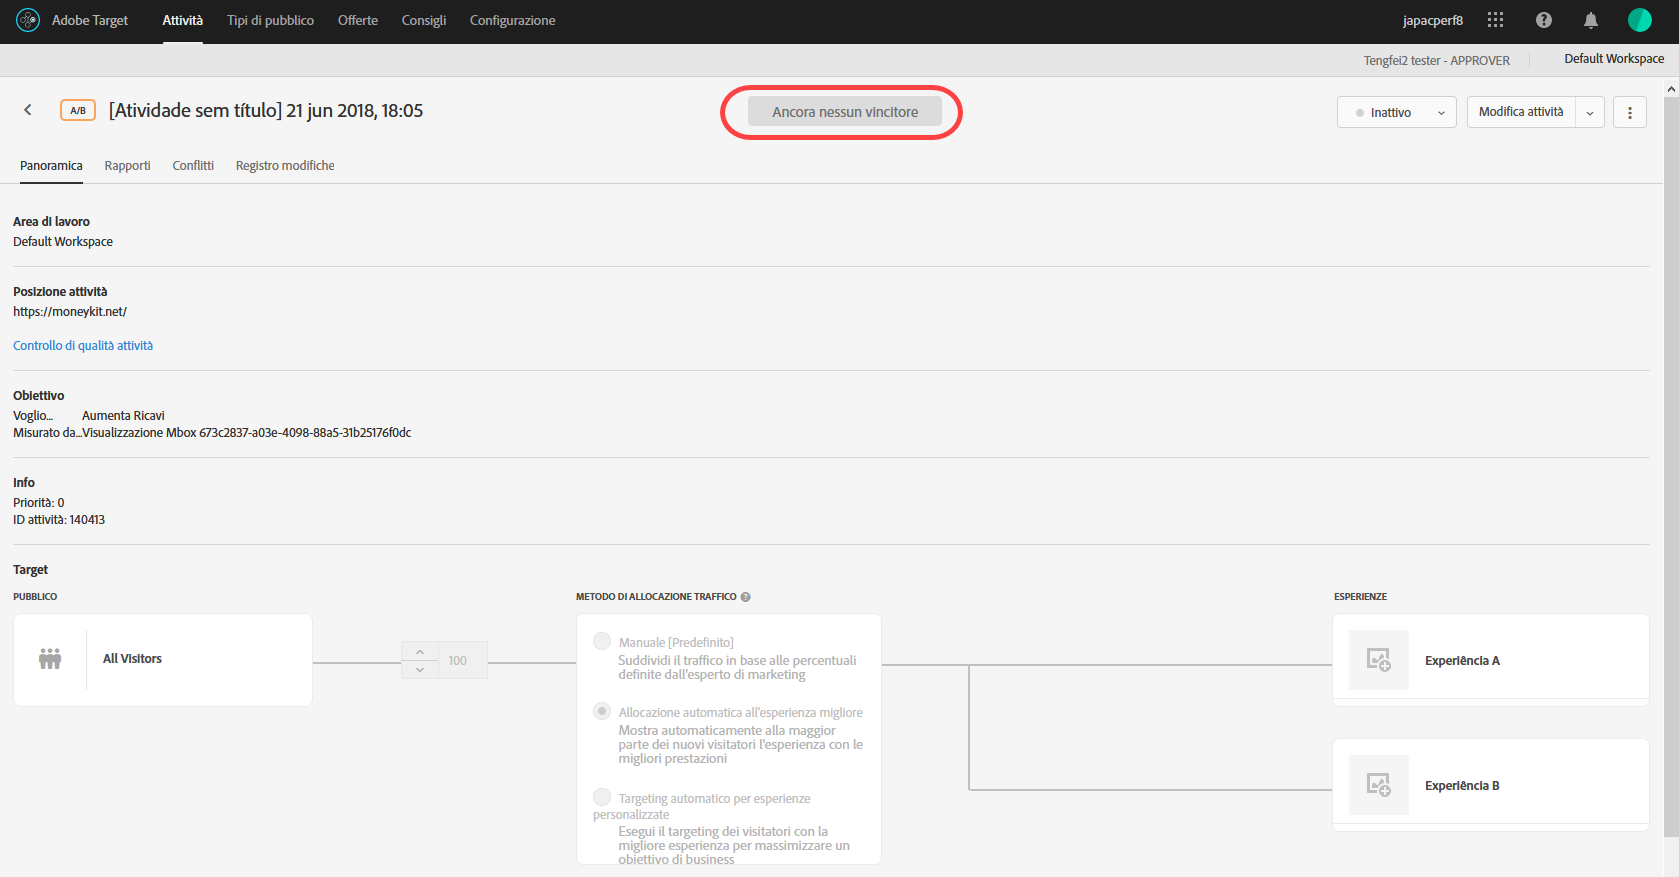 Adobe Target
Attività
Tipi di pubblico
Offerte
Consigli
Configurazione
japacperf8
Tengfei2 tester - APPROVER
Default Workspace
A/B
[Atividade sem título] 21 jun 2018, 18:05
Ancora nessun vincitore
Inattivo
Modifica attività
Panoramica
Rapporti
Conflitti
Registro modifiche
Area di lavoro
Default Workspace
Posizione attività
https://moneykit.net/
Controllo di qualità attività
Obiettivo
Voglio... Aumenta Ricavi
Misurato da...Visualizzazione Mbox 673c2837-a03e-4098-88a5-31b25176f0dc
Info
Priorità: 0
ID attività: 140413
Target
PUBBLICO
METODO DI ALLOCAZIONE TRAFFICO
ESPERIENZE
All Visitors
100
Manuale [Predefinito]
Suddividi il traffico in base alle percentuali
definite dall'esperto di marketing
Allocazione automatica all'esperienza migliore
Mostra automaticamente alla maggior
parte dei nuovi visitatori l'esperienza con le
migliori prestazioni
Targeting automatico per esperienze
personalizzate
Esegui il targeting dei visitatori con la
migliore esperienza per massimizzare un
obiettivo di business
Experiência A
Experiência B